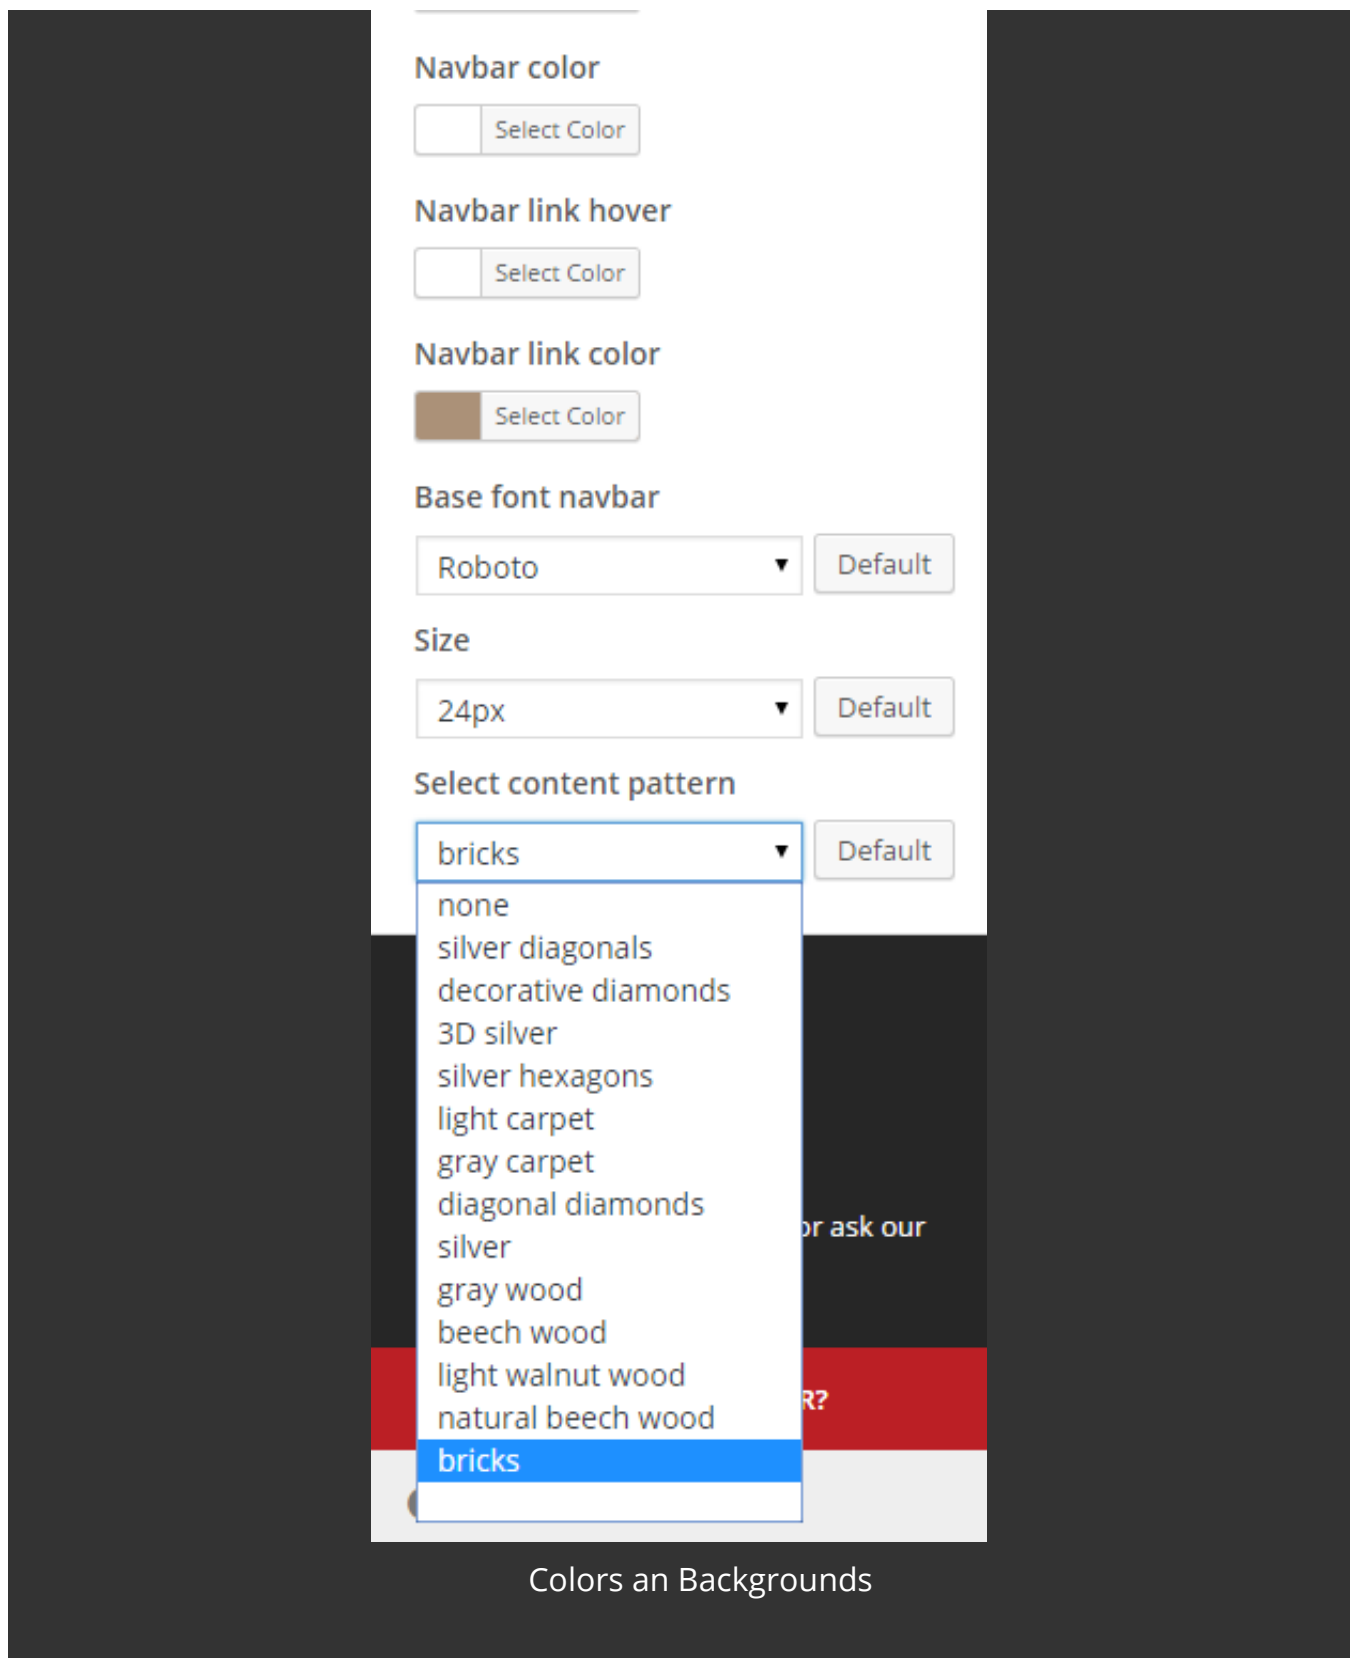 Navbar color
Select Color
Navbar link hover
Select Color
Navbar link color
Select Color
Base font navbar
Roboto Default
Size
24px Default
Select content pattern
bricks Default
none
silver diagonals
decorative diamonds
3D silver
silver hexagons
light carpet
gray carpet
diagonal diamonds
or ask our
silver
gray wood
beech wood
light walnut wood
R?
natural beech wood
bricks
Colors an Backgrounds